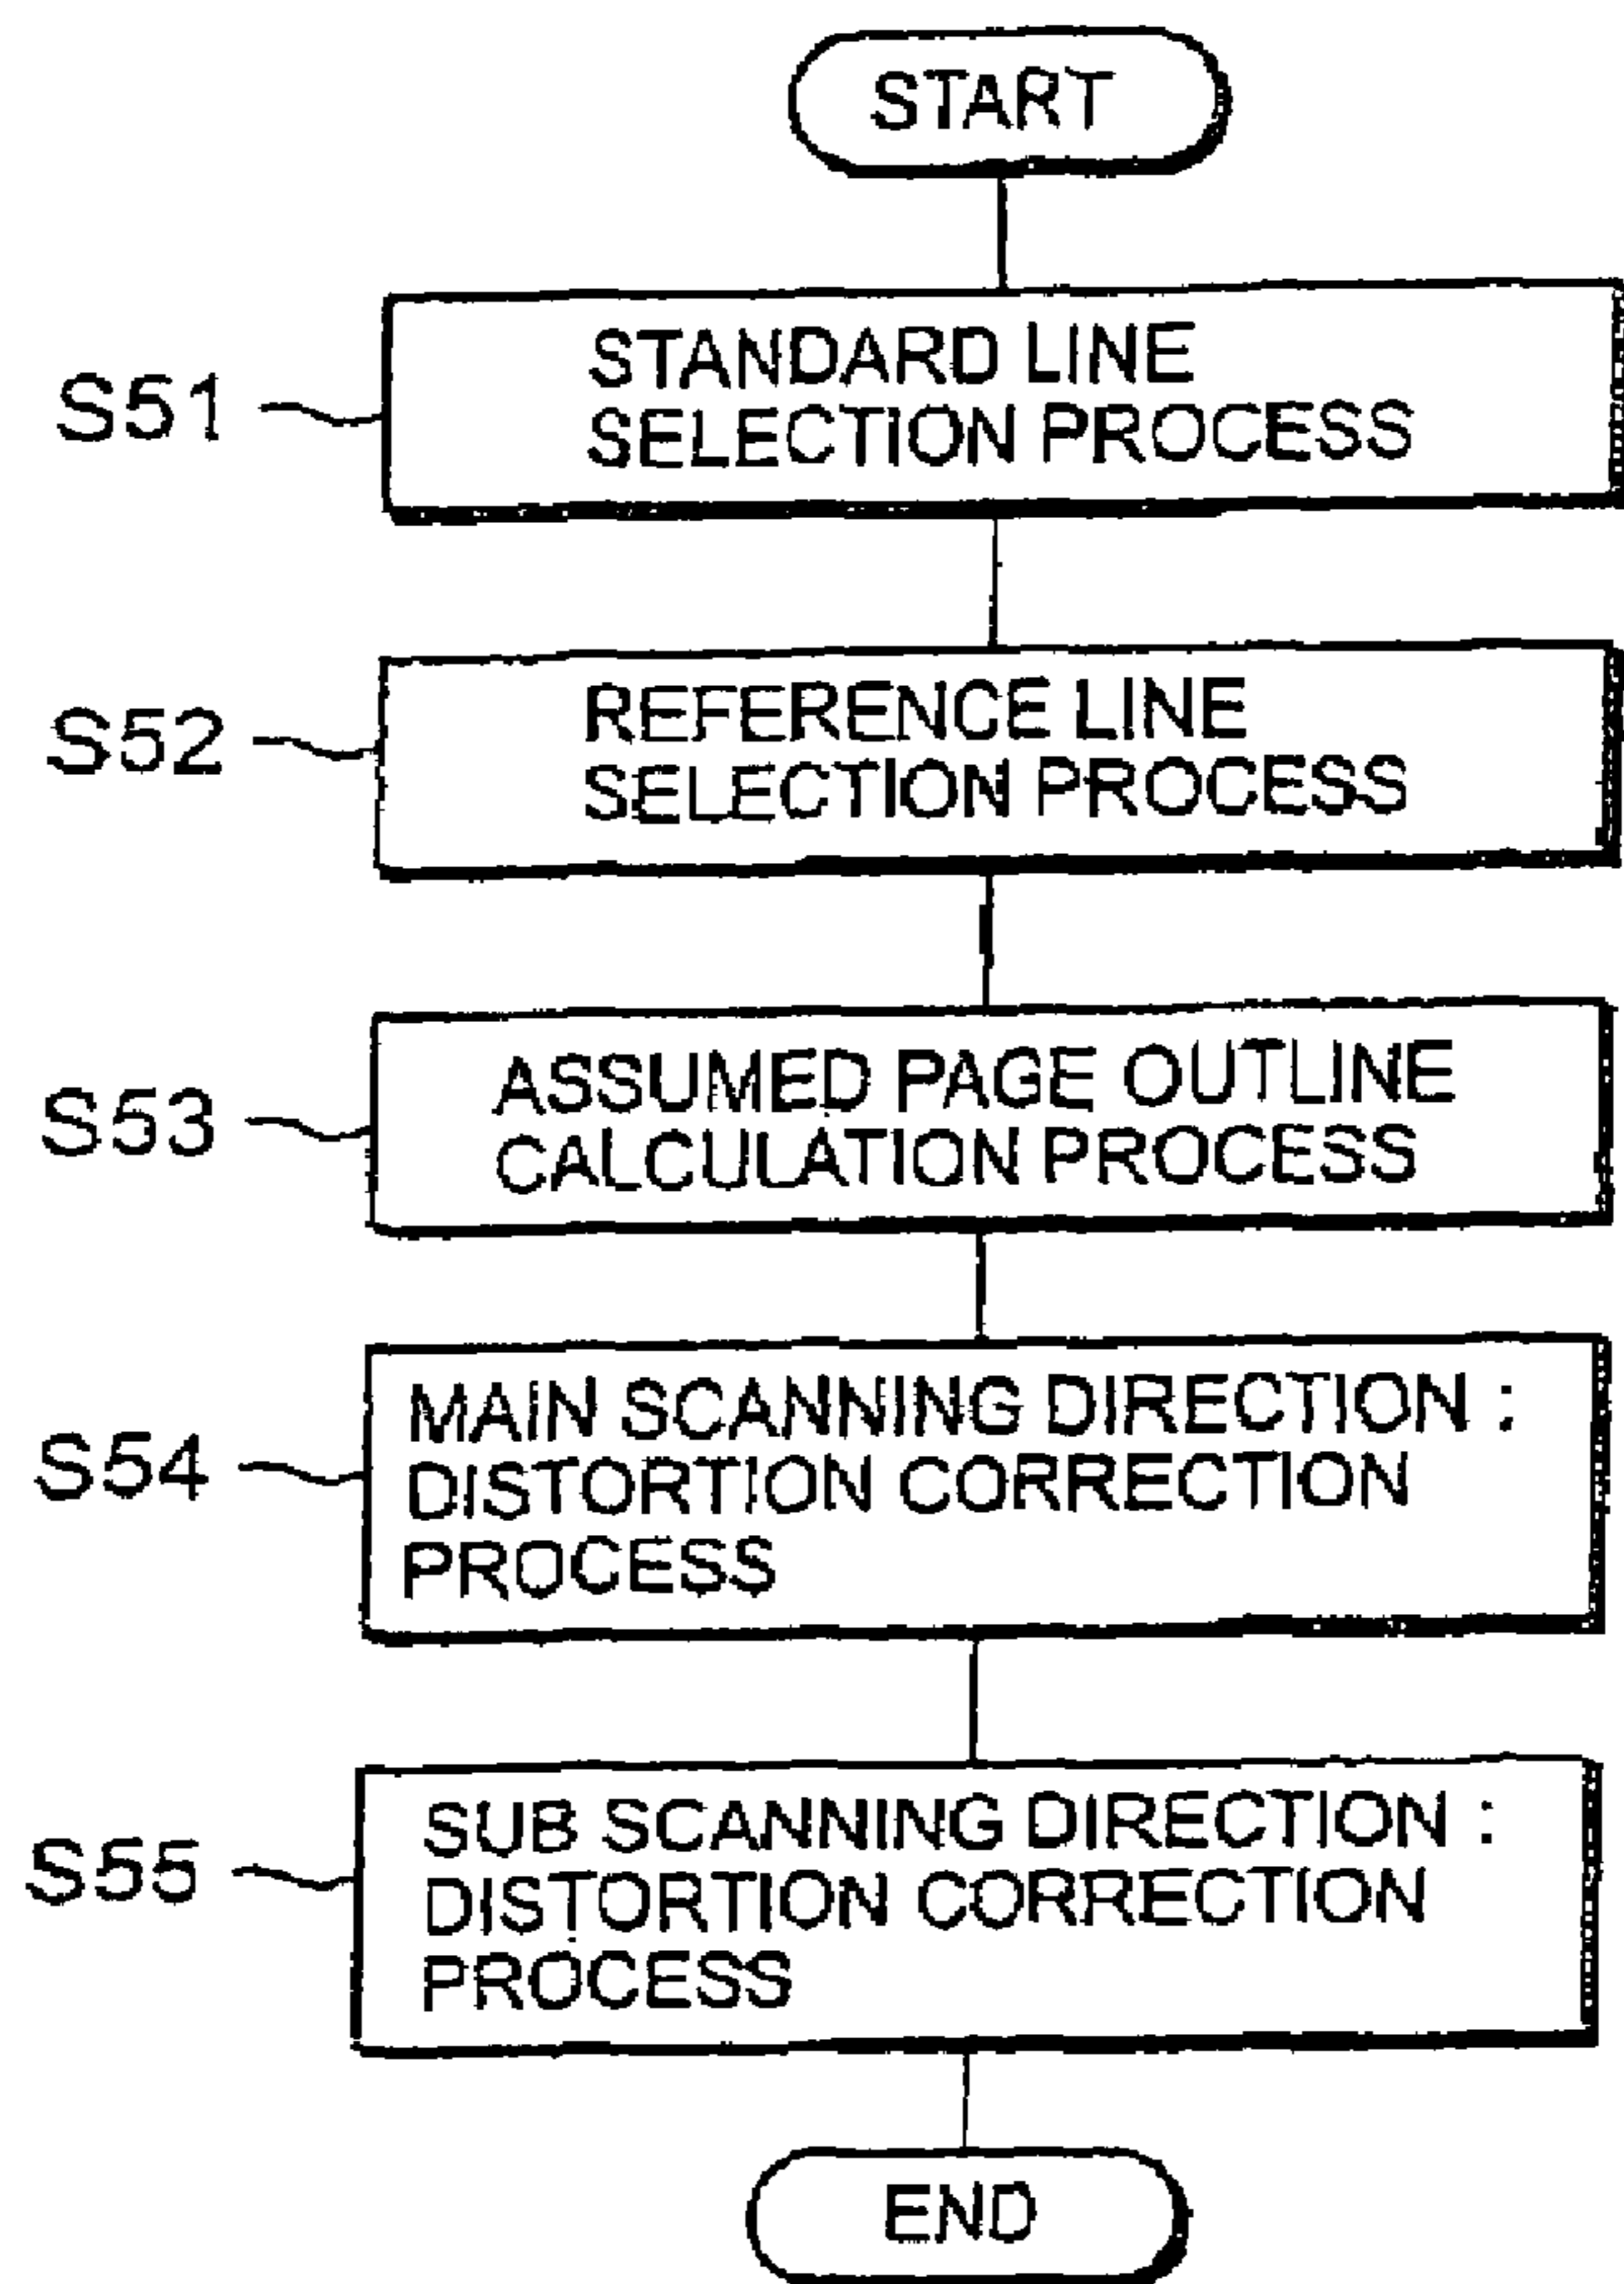 START
S51
STANDARD LINE
SELECTION PROCESS
S52
REFERENCE LINE
SELECTION PROCESS
S53
ASSUMED PAGE OUTLINE
CALCULATION PROCESS
S54
MAIN SCANNING DIRECTION :
DISTORTION CORRECTION
PROCESS
S55
SUB SCANNING DIRECTION :
DISTORTION CORRECTION
PROCESS
END